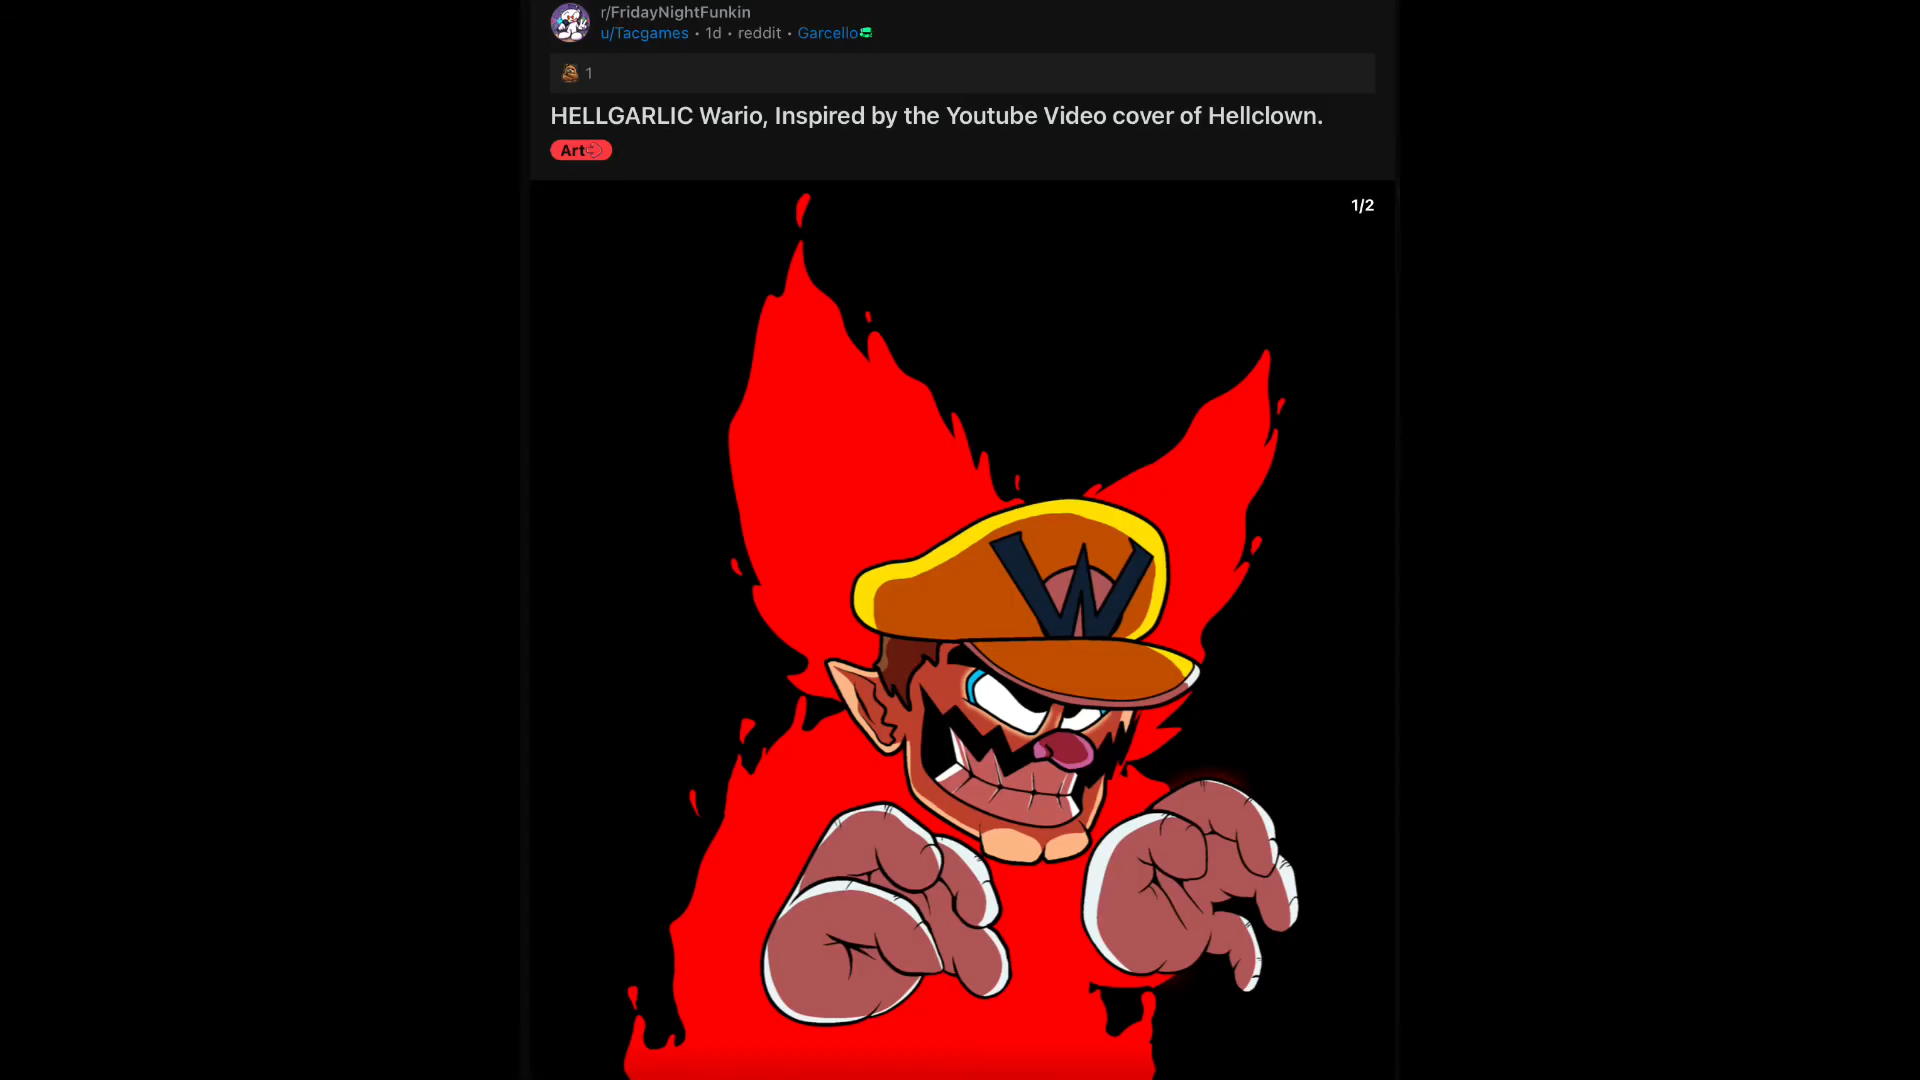 r/FridayNightFunkin
u/Tacgames • 1d • reddit • Garcello
1
HELLGARLIC Wario, Inspired by the Youtube Video cover of Hellclown.
Art
1/2
W